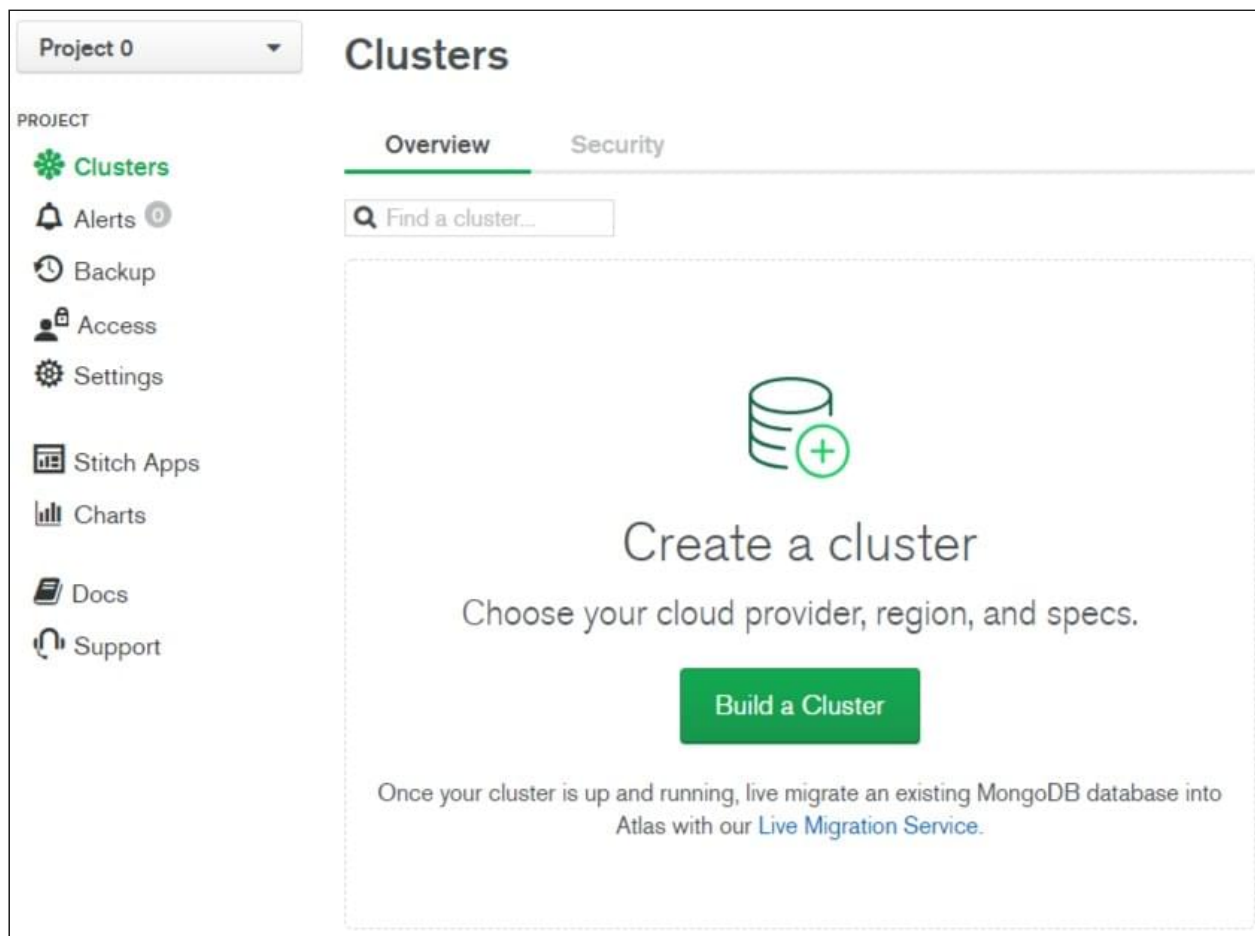 Project 0
PROJECT
Clusters
Alerts 0
Backup
Access
Settings
Stitch Apps
Charts
Docs
Support
Clusters
Overview Security
Find a cluster...
Create a cluster
Choose your cloud provider, region, and specs.
Build a Cluster
Once your cluster is up and running, live migrate an existing MongoDB database into
Atlas with our Live Migration Service.